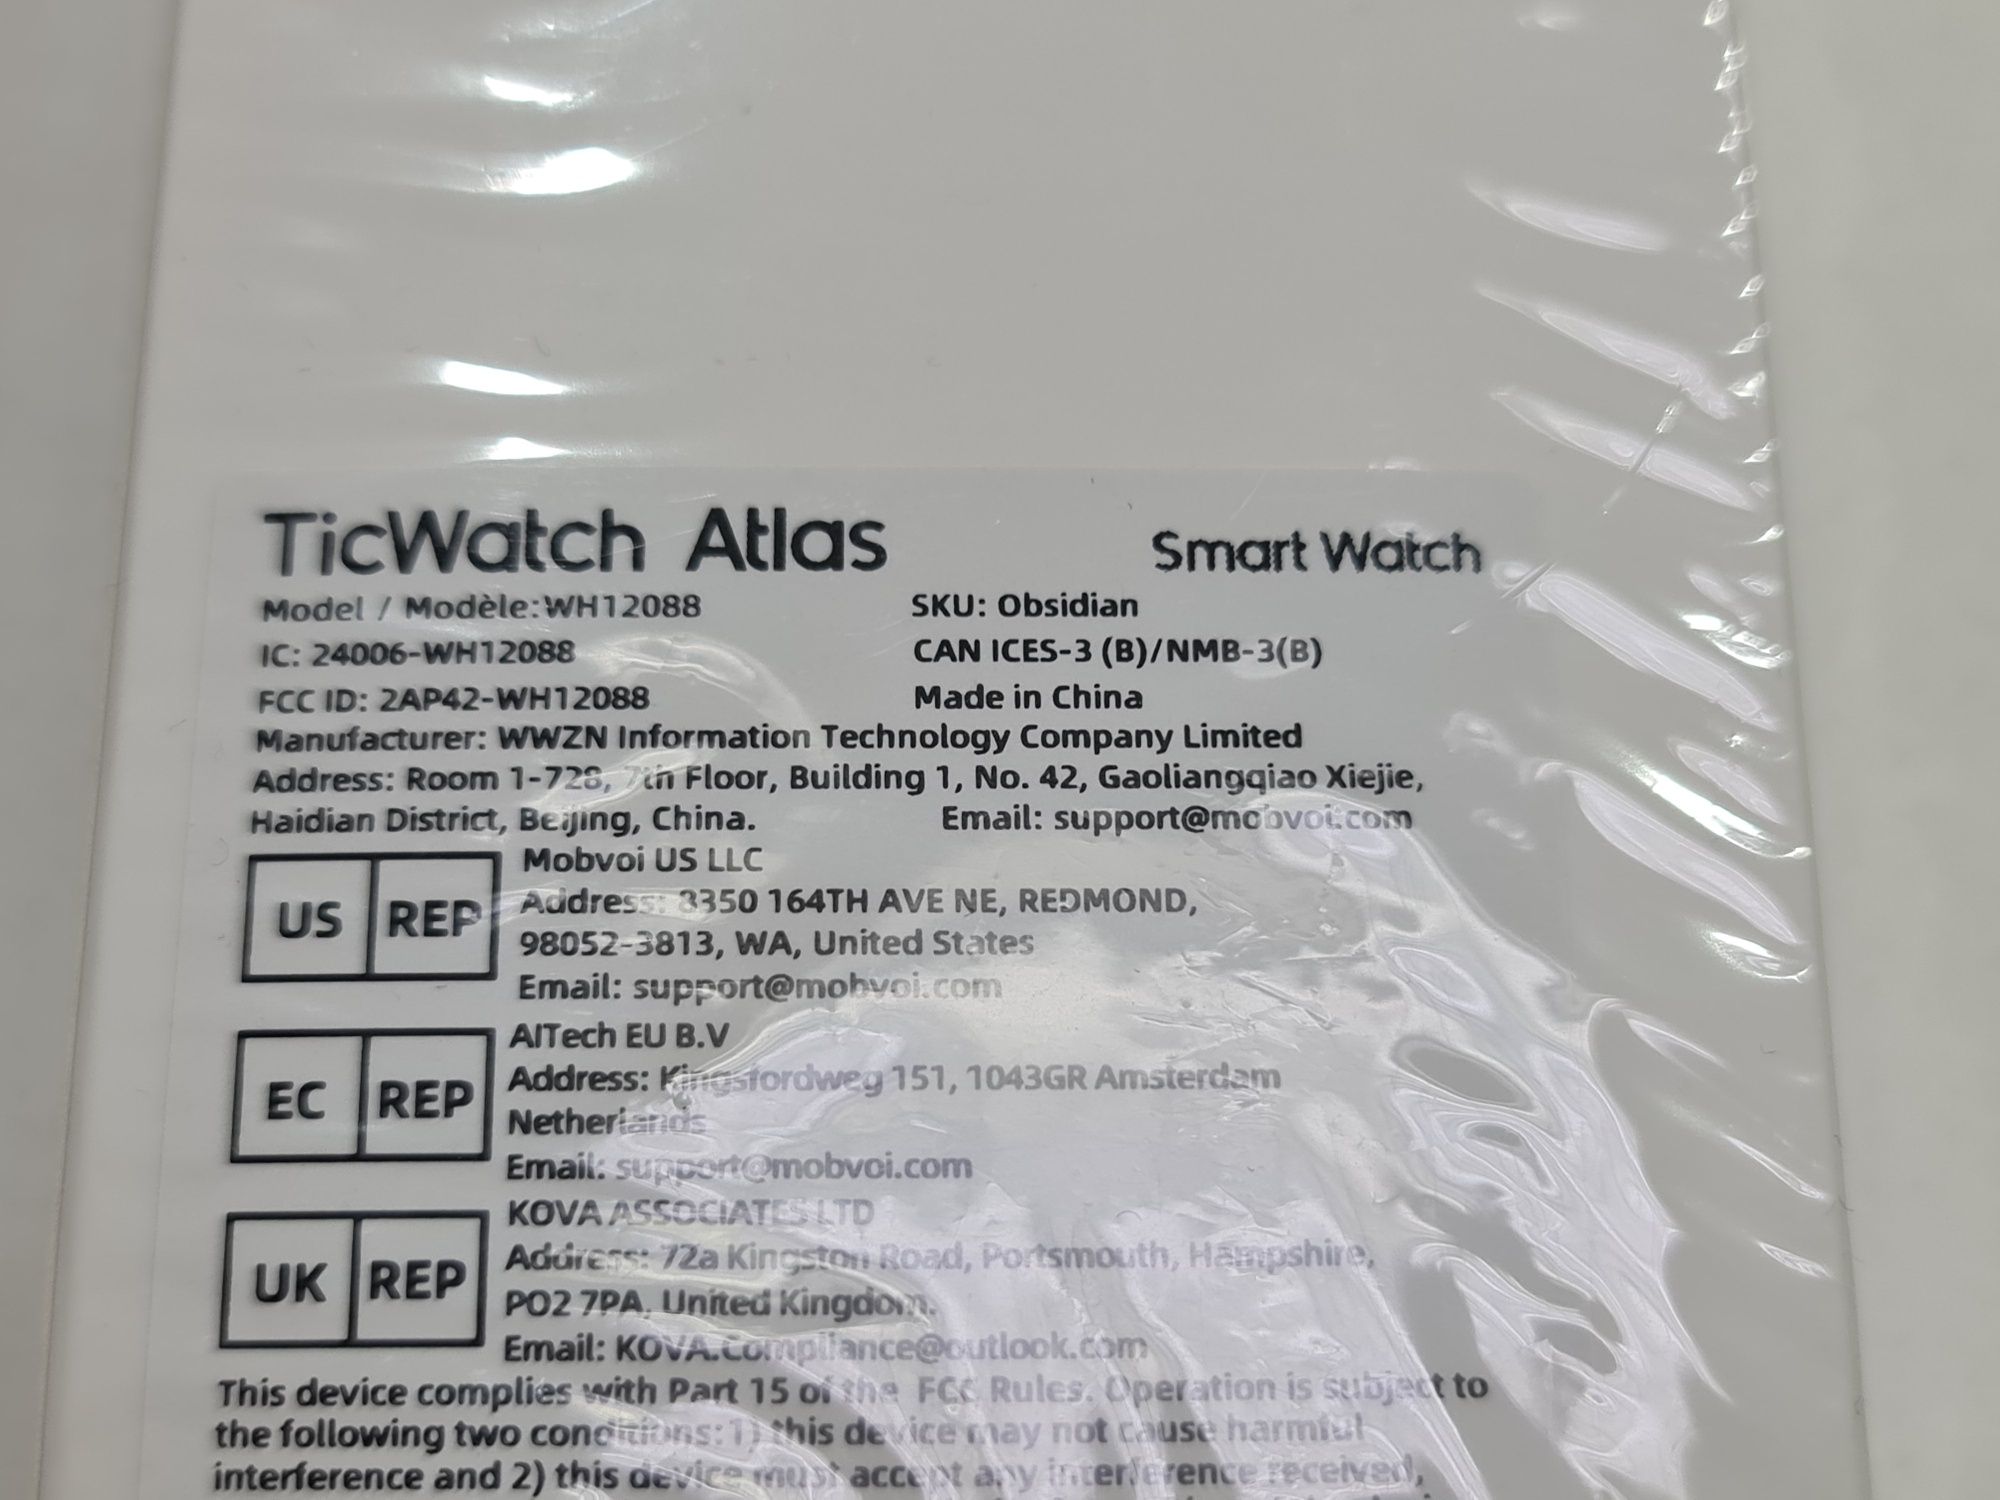 TicWatch Atlas Smart Watch
Model / Modèle:WH12088 SKU: Obsidian
IC: 24006-WH12088 CAN ICES-3 (B)/NMB-3(B)
FCC ID: 2AP42-WH12088 Made in China
Manufacturer: WWZN Information Technology Company Limited
Address: Room 1-728, 7th Floor, Building 1, No. 42, Gaoliangqiao Xiejie,
Haidian District, Beijing, China. Email: support@mobvoi.com
US REP
Mobvoi US LLC
Address: 8350 164TH AVE NE, REDMOND,
98052-3813, WA, United States
Email: support@mobvoi.com
EC REP
AITech EU B.V
Address: Kingsfordweg 151, 1043GR Amsterdam
Netherlands
Email: support@mobvoi.com
UK REP
KOVA ASSOCIATES LTD
Address: 72a Kingston Road, Portsmouth, Hampshire,
PO2 7PA, United Kingdom.
Email: KOVA.Compliance@outlook.com
This device complies with Part 15 of the FCC Rules. Operation is subject to
the following two conditions: 1) this device may not cause harmful
interference and 2) this device must accept any interference received,